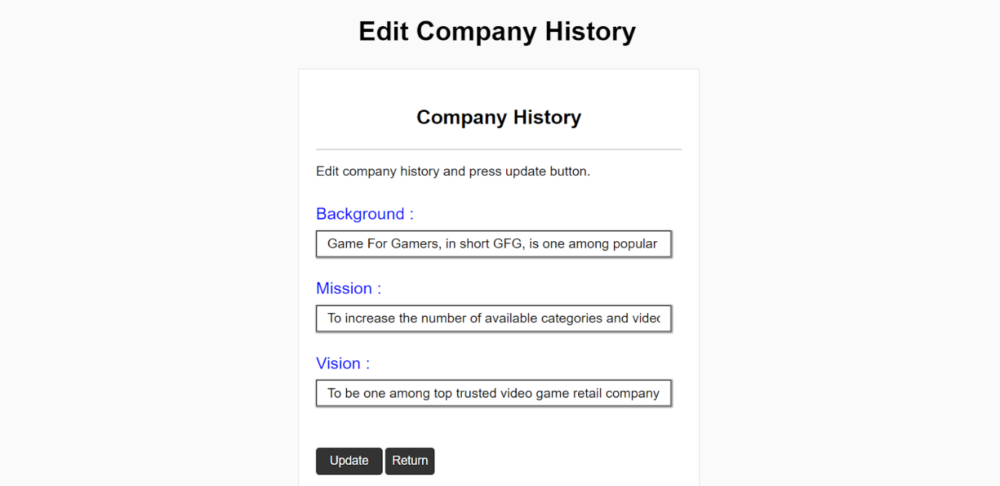 Edit Company History
Company History
Edit company history and press update button.
Background :
Game For Gamers, in short GFG, is one among popular
Mission :
To increase the number of available categories and
Vision :
To be one among top trusted video game retail company
Update Return